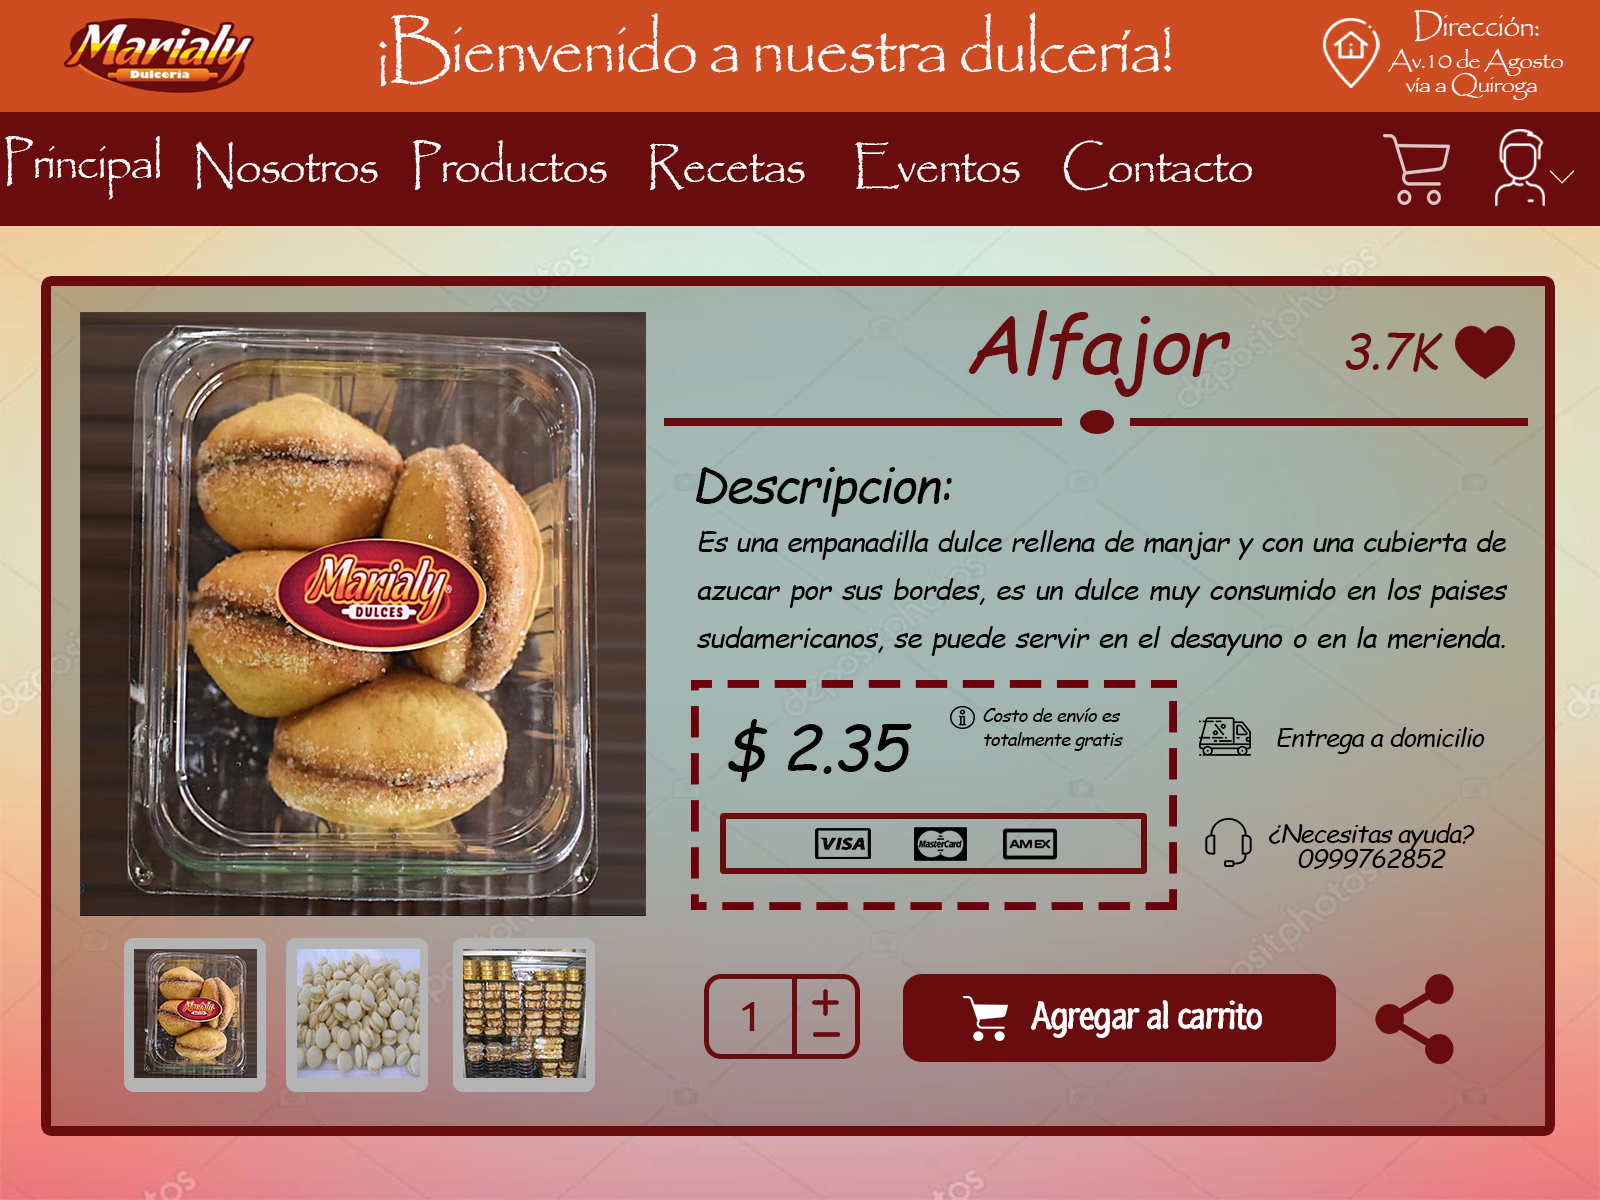 Marialy
Dulcería
¡Bienvenido a nuestra dulcería!
Dirección:
Av.10 de Agosto
vía a Quiroga
Principal Nosotros Productos Recetas Eventos Contacto
Alfajor
3.7K
Marialy
DULCES
Descripcion:
Es una empanadilla dulce rellena de manjar y con una cubierta de
azucar por sus bordes, es un dulce muy consumido en los paises
sudamericanos, se puede servir en el desayuno o en la merienda.
$ 2.35
Costo de envío es
totalmente gratis
VISA MasterCard AMEX
Entrega a domicilio
¿Necesitas ayuda?
0999762852
1 + −
Agregar al carrito
depositphotos